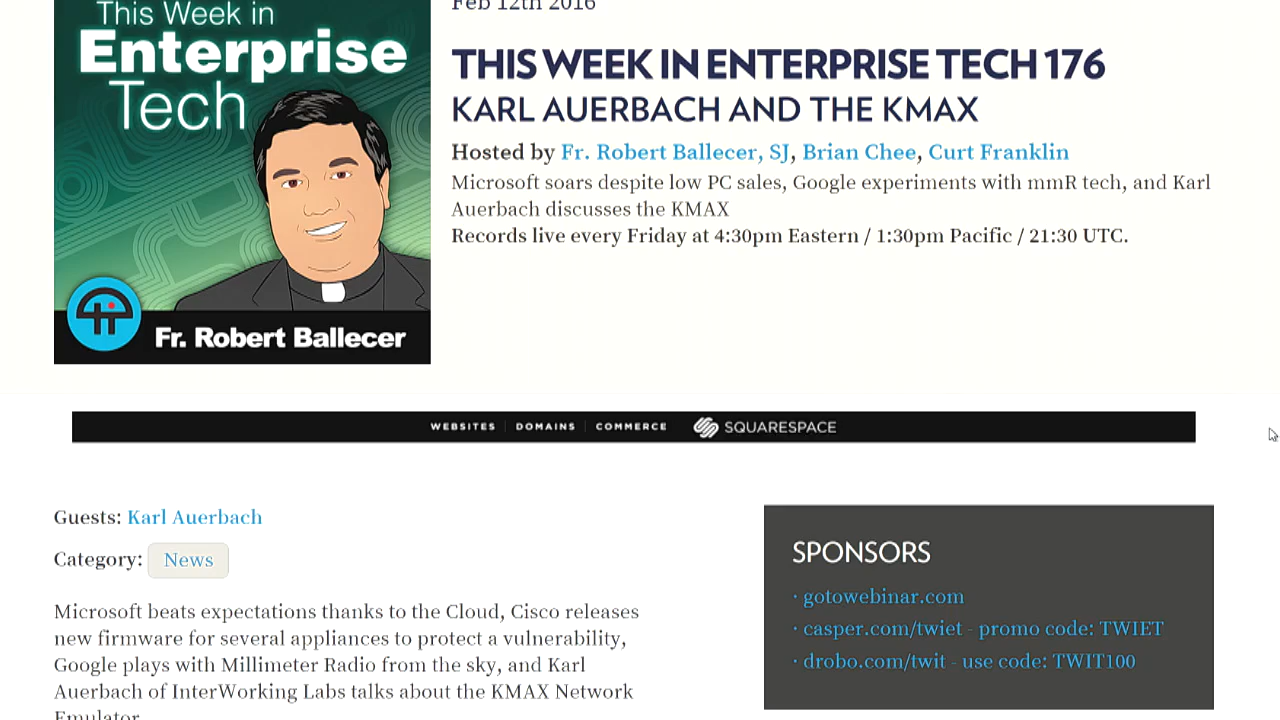 This Week in
Enterprise
Tech
Fr. Robert Ballecer
Feb 12th 2016
THIS WEEK IN ENTERPRISE TECH 176
KARL AUERBACH AND THE KMAX
Hosted by Fr. Robert Ballecer, SJ, Brian Chee, Curt Franklin
Microsoft soars despite low PC sales, Google experiments with mmR tech, and Karl
Auerbach discusses the KMAX
Records live every Friday at 4:30pm Eastern / 1:30pm Pacific / 21:30 UTC.
WEBSITES | DOMAINS | COMMERCE SQUARESPACE
Guests: Karl Auerbach
Category: News
Microsoft beats expectations thanks to the Cloud, Cisco releases
new firmware for several appliances to protect a vulnerability,
Google plays with Millimeter Radio from the sky, and Karl
Auerbach of InterWorking Labs talks about the KMAX Network
Emulator.
SPONSORS
· gotowebinar.com
· casper.com/twiet - promo code: TWIET
· drobo.com/twit - use code: TWIT100